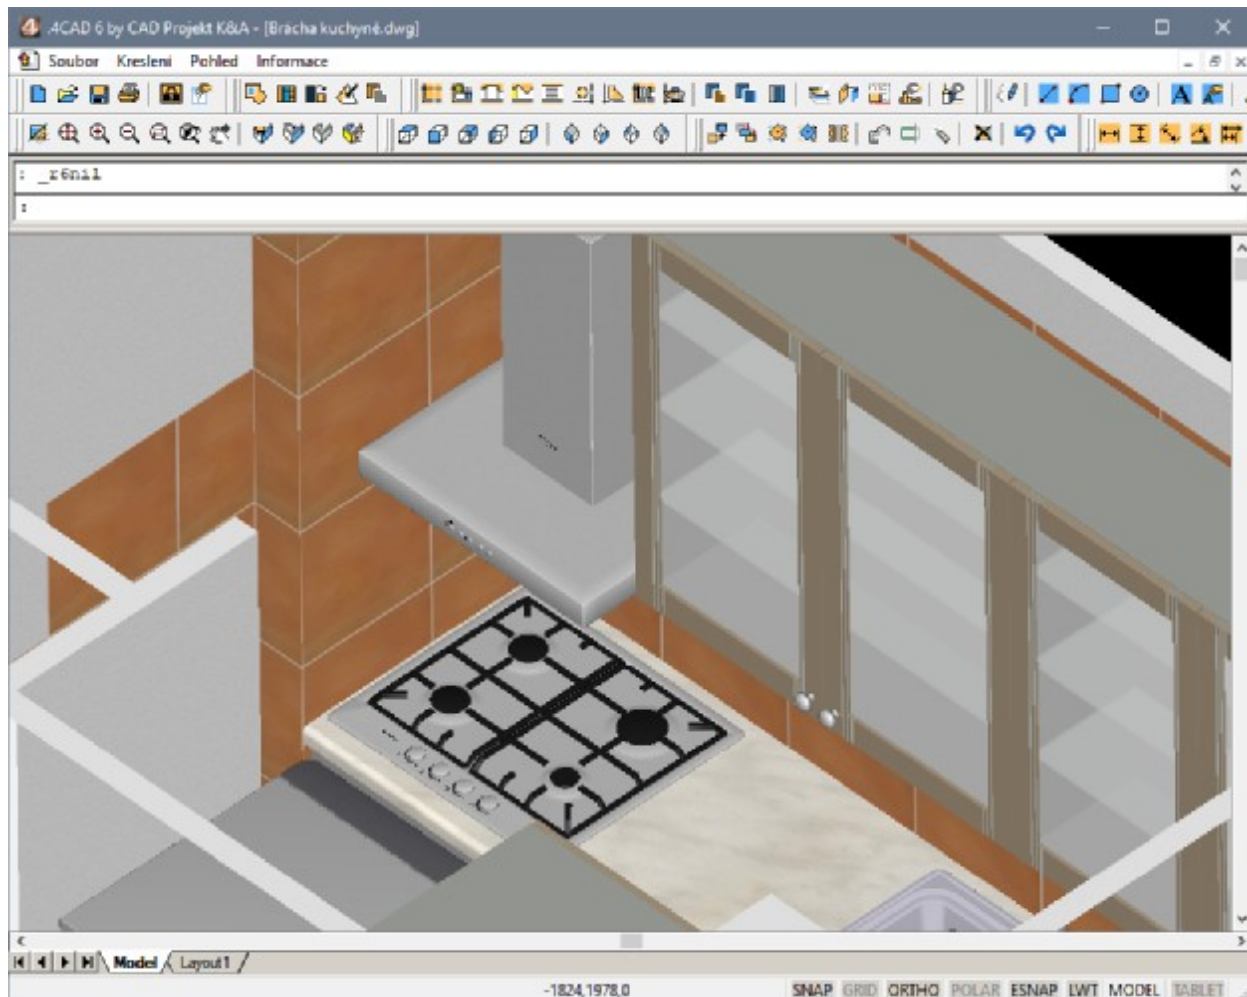 .4CAD 6 by CAD Projekt K&A - [Brácha kuchyně.dwg]
Soubor Kreslení Pohled Informace
: _r6nil
:
Model Layout1
-1824,1978,0 SNAP GRID ORTHO POLAR ESNAP LWT MODEL TABLET